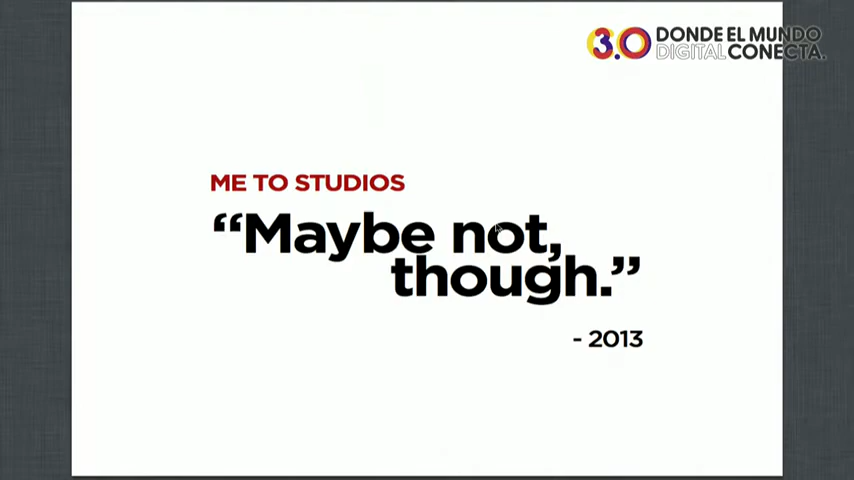 3.0 DONDE EL MUNDO
DIGITAL CONECTA.
ME TO STUDIOS
“Maybe not,
though.”
- 2013